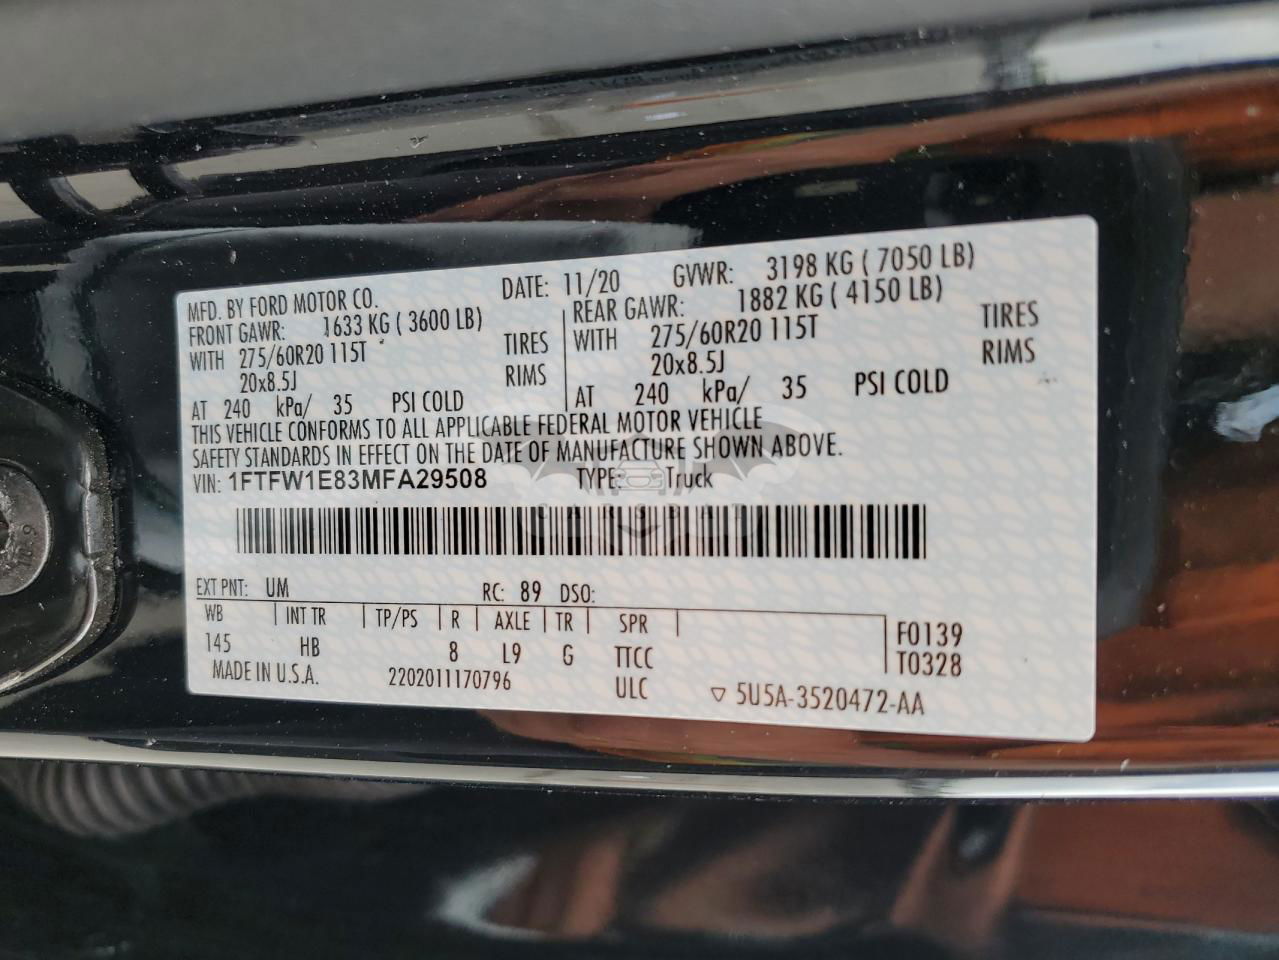 MFD. BY FORD MOTOR CO. DATE: 11/20 GVWR: 3198 KG ( 7050 LB)
FRONT GAWR: 1633 KG ( 3600 LB) REAR GAWR: 1882 KG ( 4150 LB)
WITH 275/60R20 115T TIRES WITH 275/60R20 115T TIRES
20x8.5J RIMS 20x8.5J RIMS
AT 240 kPa/ 35 PSI COLD AT 240 kPa/ 35 PSI COLD
THIS VEHICLE CONFORMS TO ALL APPLICABLE FEDERAL MOTOR VEHICLE
SAFETY STANDARDS IN EFFECT ON THE DATE OF MANUFACTURE SHOWN ABOVE.
VIN: 1FTFW1E83MFA29508 TYPE: Truck
CARSBAT
EXT PNT: UM RC: 89 DSO:
WB INT TR TP/PS R AXLE TR SPR F0139
145 HB 8 L9 G TTCC T0328
MADE IN U.S.A. 2202011170796 ULC ▽ 5U5A-3520472-AA